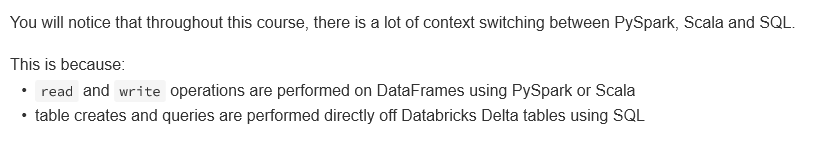 You will notice that throughout this course, there is a lot of context switching between PySpark, Scala and SQL.
This is because:
• read and write operations are performed on DataFrames using PySpark or Scala
• table creates and queries are performed directly off Databricks Delta tables using SQL